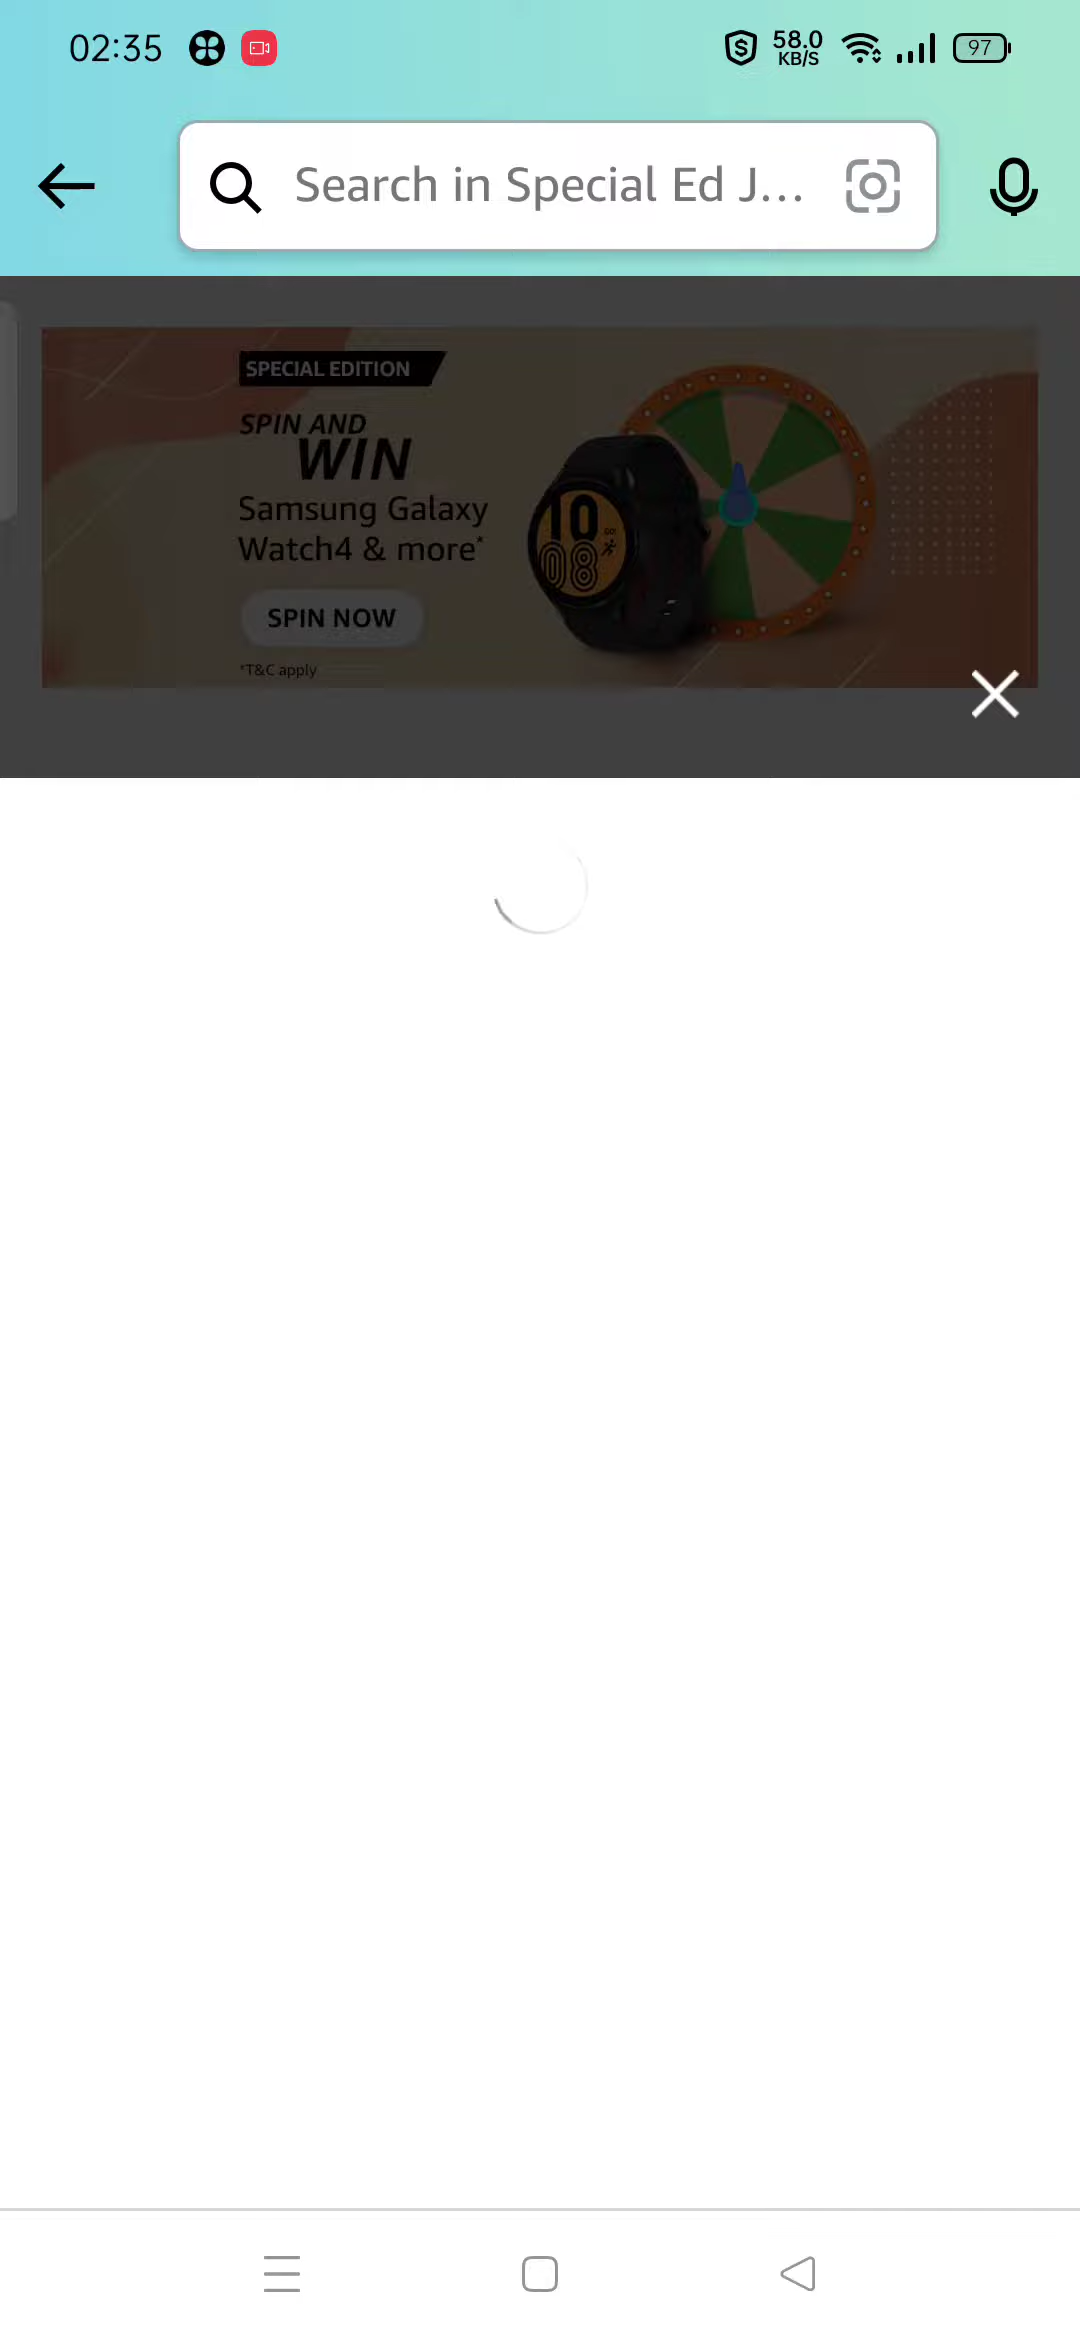 02:35
58.0
KB/S
97
Search in Special Ed J...
SPECIAL EDITION
SPIN AND
WIN
Samsung Galaxy
Watch4 & more*
SPIN NOW
*T&C apply
10
GO!
08